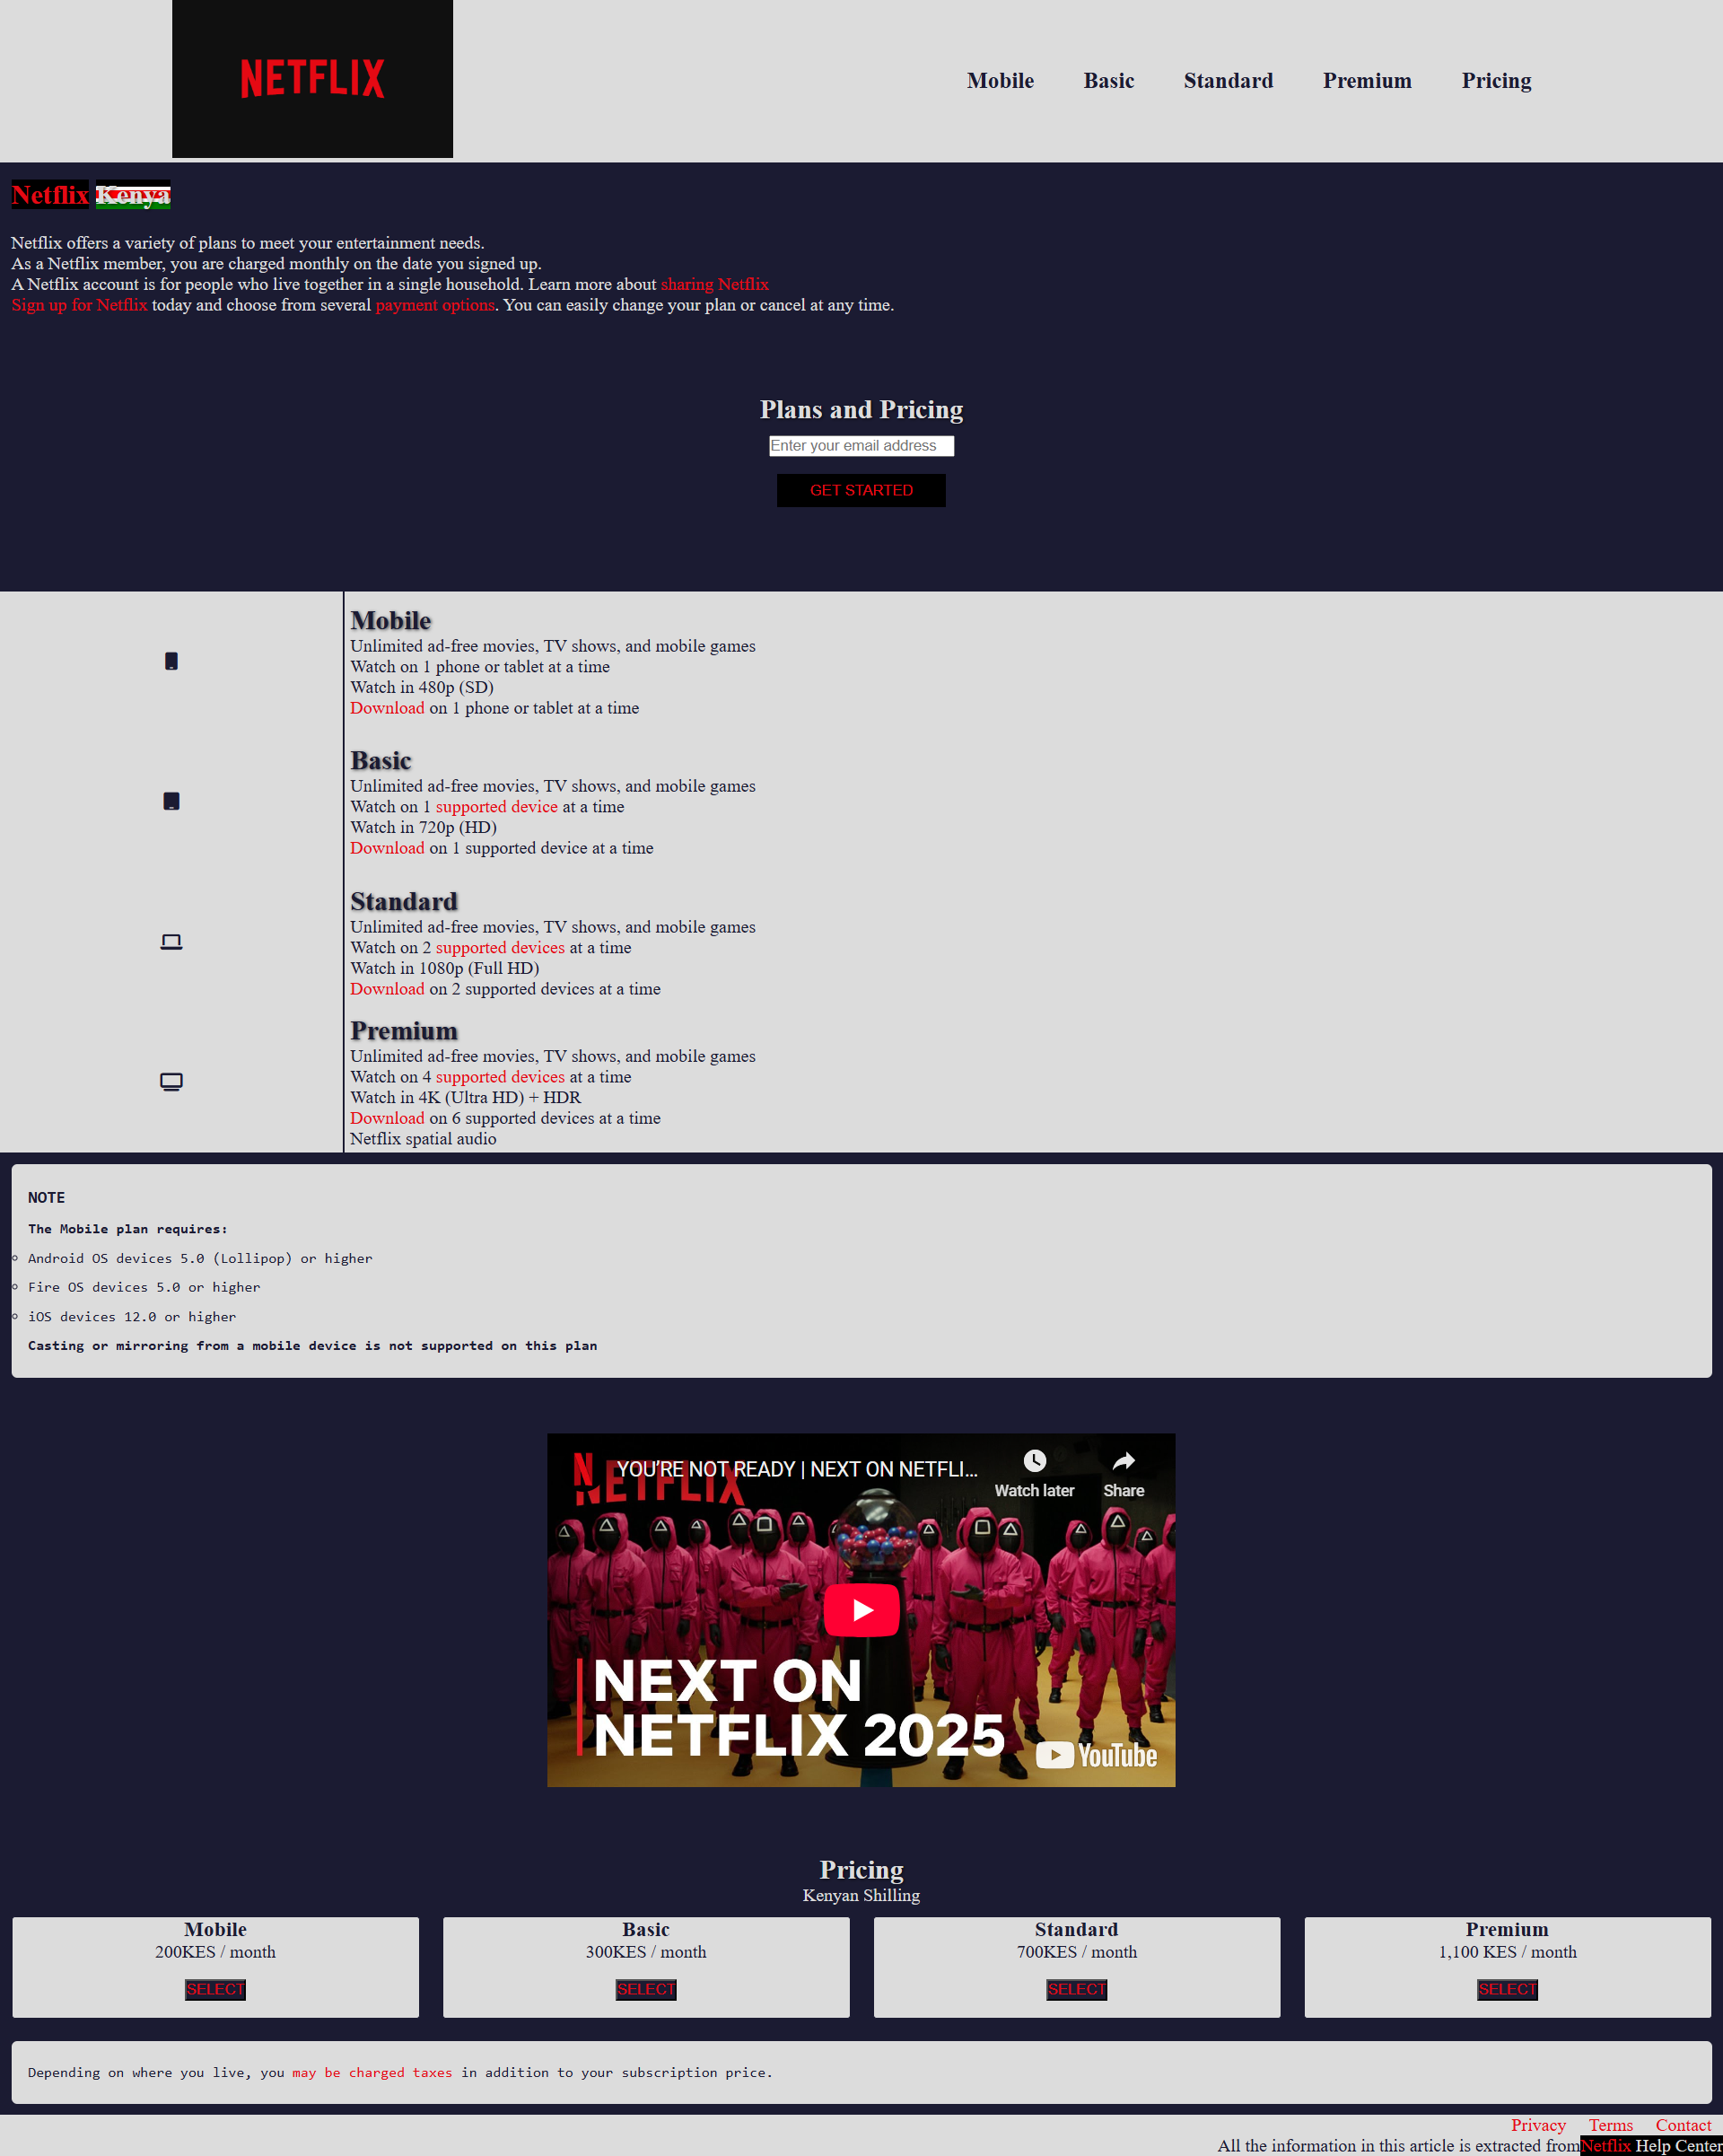 NETFLIX
Mobile Basic Standard Premium Pricing
Netflix Kenya
Netflix offers a variety of plans to meet your entertainment needs.
As a Netflix member, you are charged monthly on the date you signed up.
A Netflix account is for people who live together in a single household. Learn more about sharing Netflix
Sign up for Netflix today and choose from several payment options. You can easily change your plan or cancel at any time.
Plans and Pricing
Enter your email address
GET STARTED
Mobile
Unlimited ad-free movies, TV shows, and mobile games
Watch on 1 phone or tablet at a time
Watch in 480p (SD)
Download on 1 phone or tablet at a time
Basic
Unlimited ad-free movies, TV shows, and mobile games
Watch on 1 supported device at a time
Watch in 720p (HD)
Download on 1 supported device at a time
Standard
Unlimited ad-free movies, TV shows, and mobile games
Watch on 2 supported devices at a time
Watch in 1080p (Full HD)
Download on 2 supported devices at a time
Premium
Unlimited ad-free movies, TV shows, and mobile games
Watch on 4 supported devices at a time
Watch in 4K (Ultra HD) + HDR
Download on 6 supported devices at a time
Netflix spatial audio
NOTE
The Mobile plan requires:
Android OS devices 5.0 (Lollipop) or higher
Fire OS devices 5.0 or higher
iOS devices 12.0 or higher
Casting or mirroring from a mobile device is not supported on this plan
YOU'RE NOT READY | NEXT ON NETFLI...
NETFLIX
Watch later Share
NEXT ON
NETFLIX 2025
YouTube
Pricing
Kenyan Shilling
Mobile
200KES / month
SELECT
Basic
300KES / month
SELECT
Standard
700KES / month
SELECT
Premium
1,100 KES / month
SELECT
Depending on where you live, you may be charged taxes in addition to your subscription price.
Privacy Terms Contact
All the information in this article is extracted from Netflix Help Center